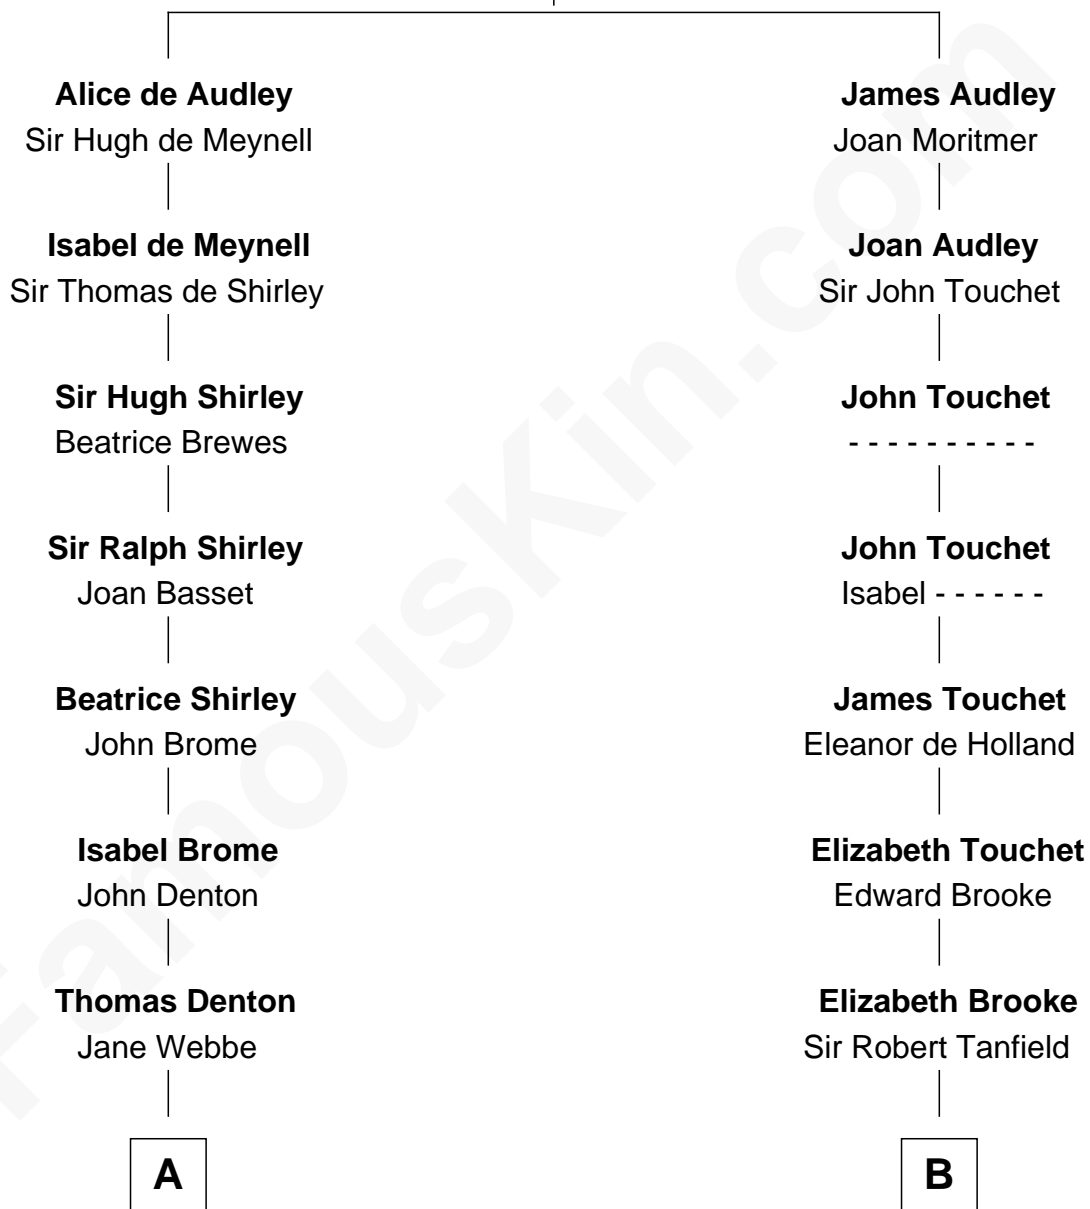 Alice de Audley
Sir Hugh de Meynell
Isabel de Meynell
Sir Thomas de Shirley
Sir Hugh Shirley
Beatrice Brewes
Sir Ralph Shirley
Joan Basset
Beatrice Shirley
John Brome
Isabel Brome
John Denton
Thomas Denton
Jane Webbe
A
James Audley
Joan Moritmer
Joan Audley
Sir John Touchet
John Touchet
- - - - - - - - - -
John Touchet
Isabel - - - - - -
James Touchet
Eleanor de Holland
Elizabeth Touchet
Edward Brooke
Elizabeth Brooke
Sir Robert Tanfield
B
FamousKin.com